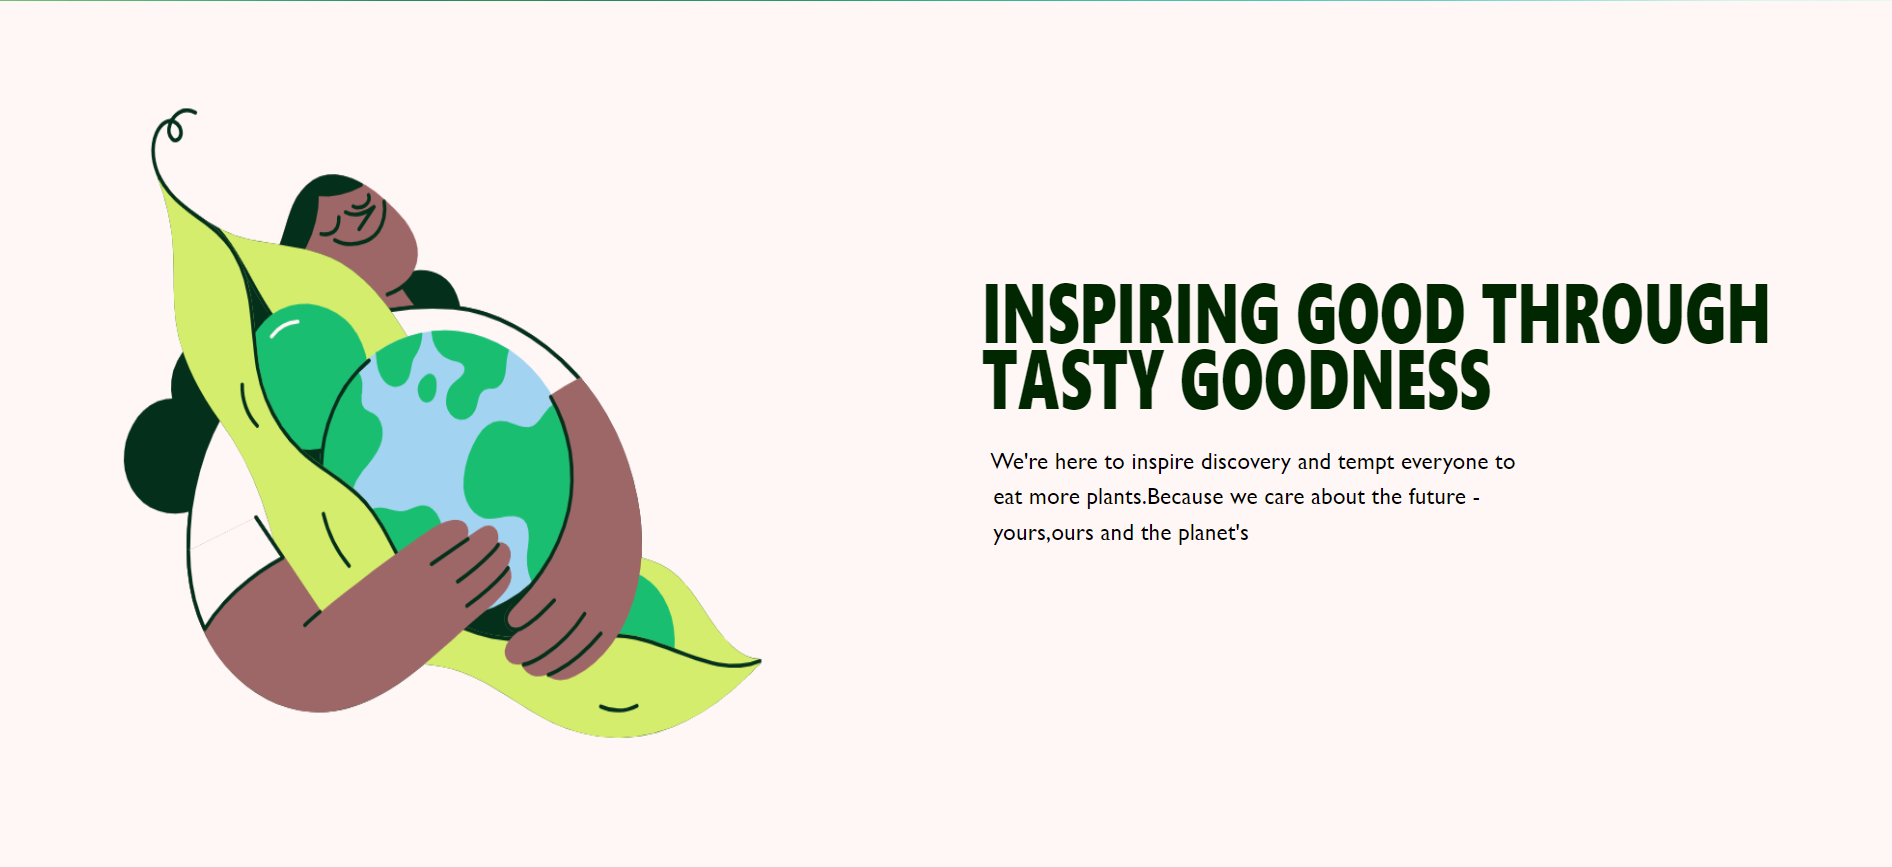 INSPIRING GOOD THROUGH
TASTY GOODNESS
We're here to inspire discovery and tempt everyone to
eat more plants.Because we care about the future -
yours,ours and the planet's